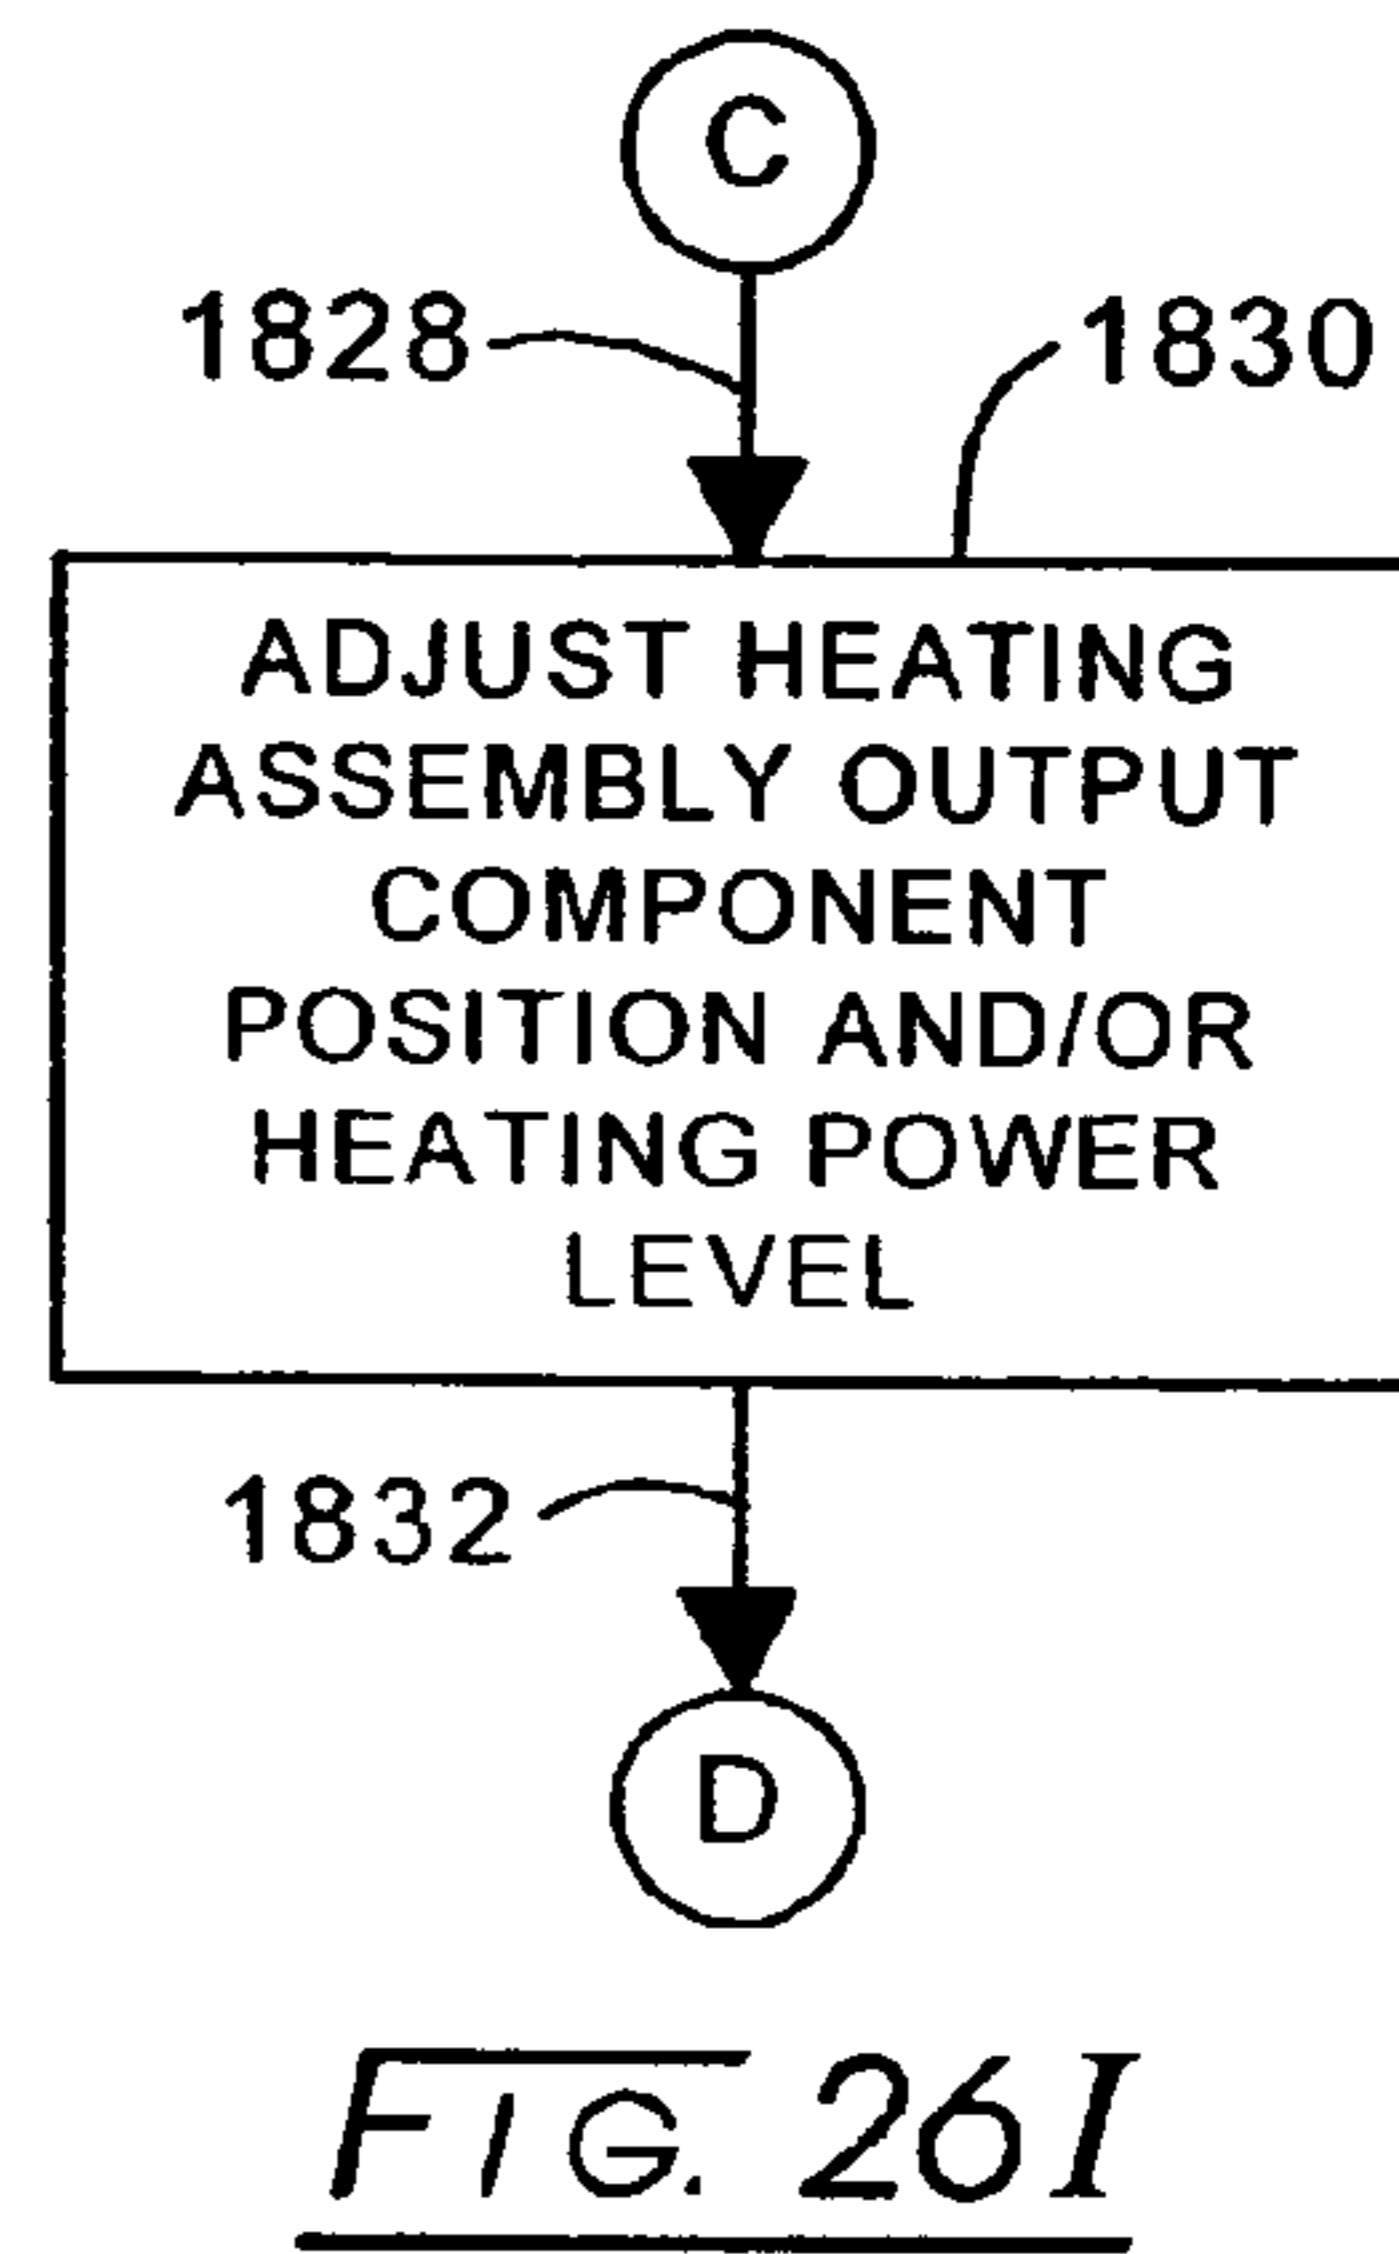 C
1828
1830
ADJUST HEATING
ASSEMBLY OUTPUT
COMPONENT
POSITION AND/OR
HEATING POWER
LEVEL
1832
D
FIG. 26I